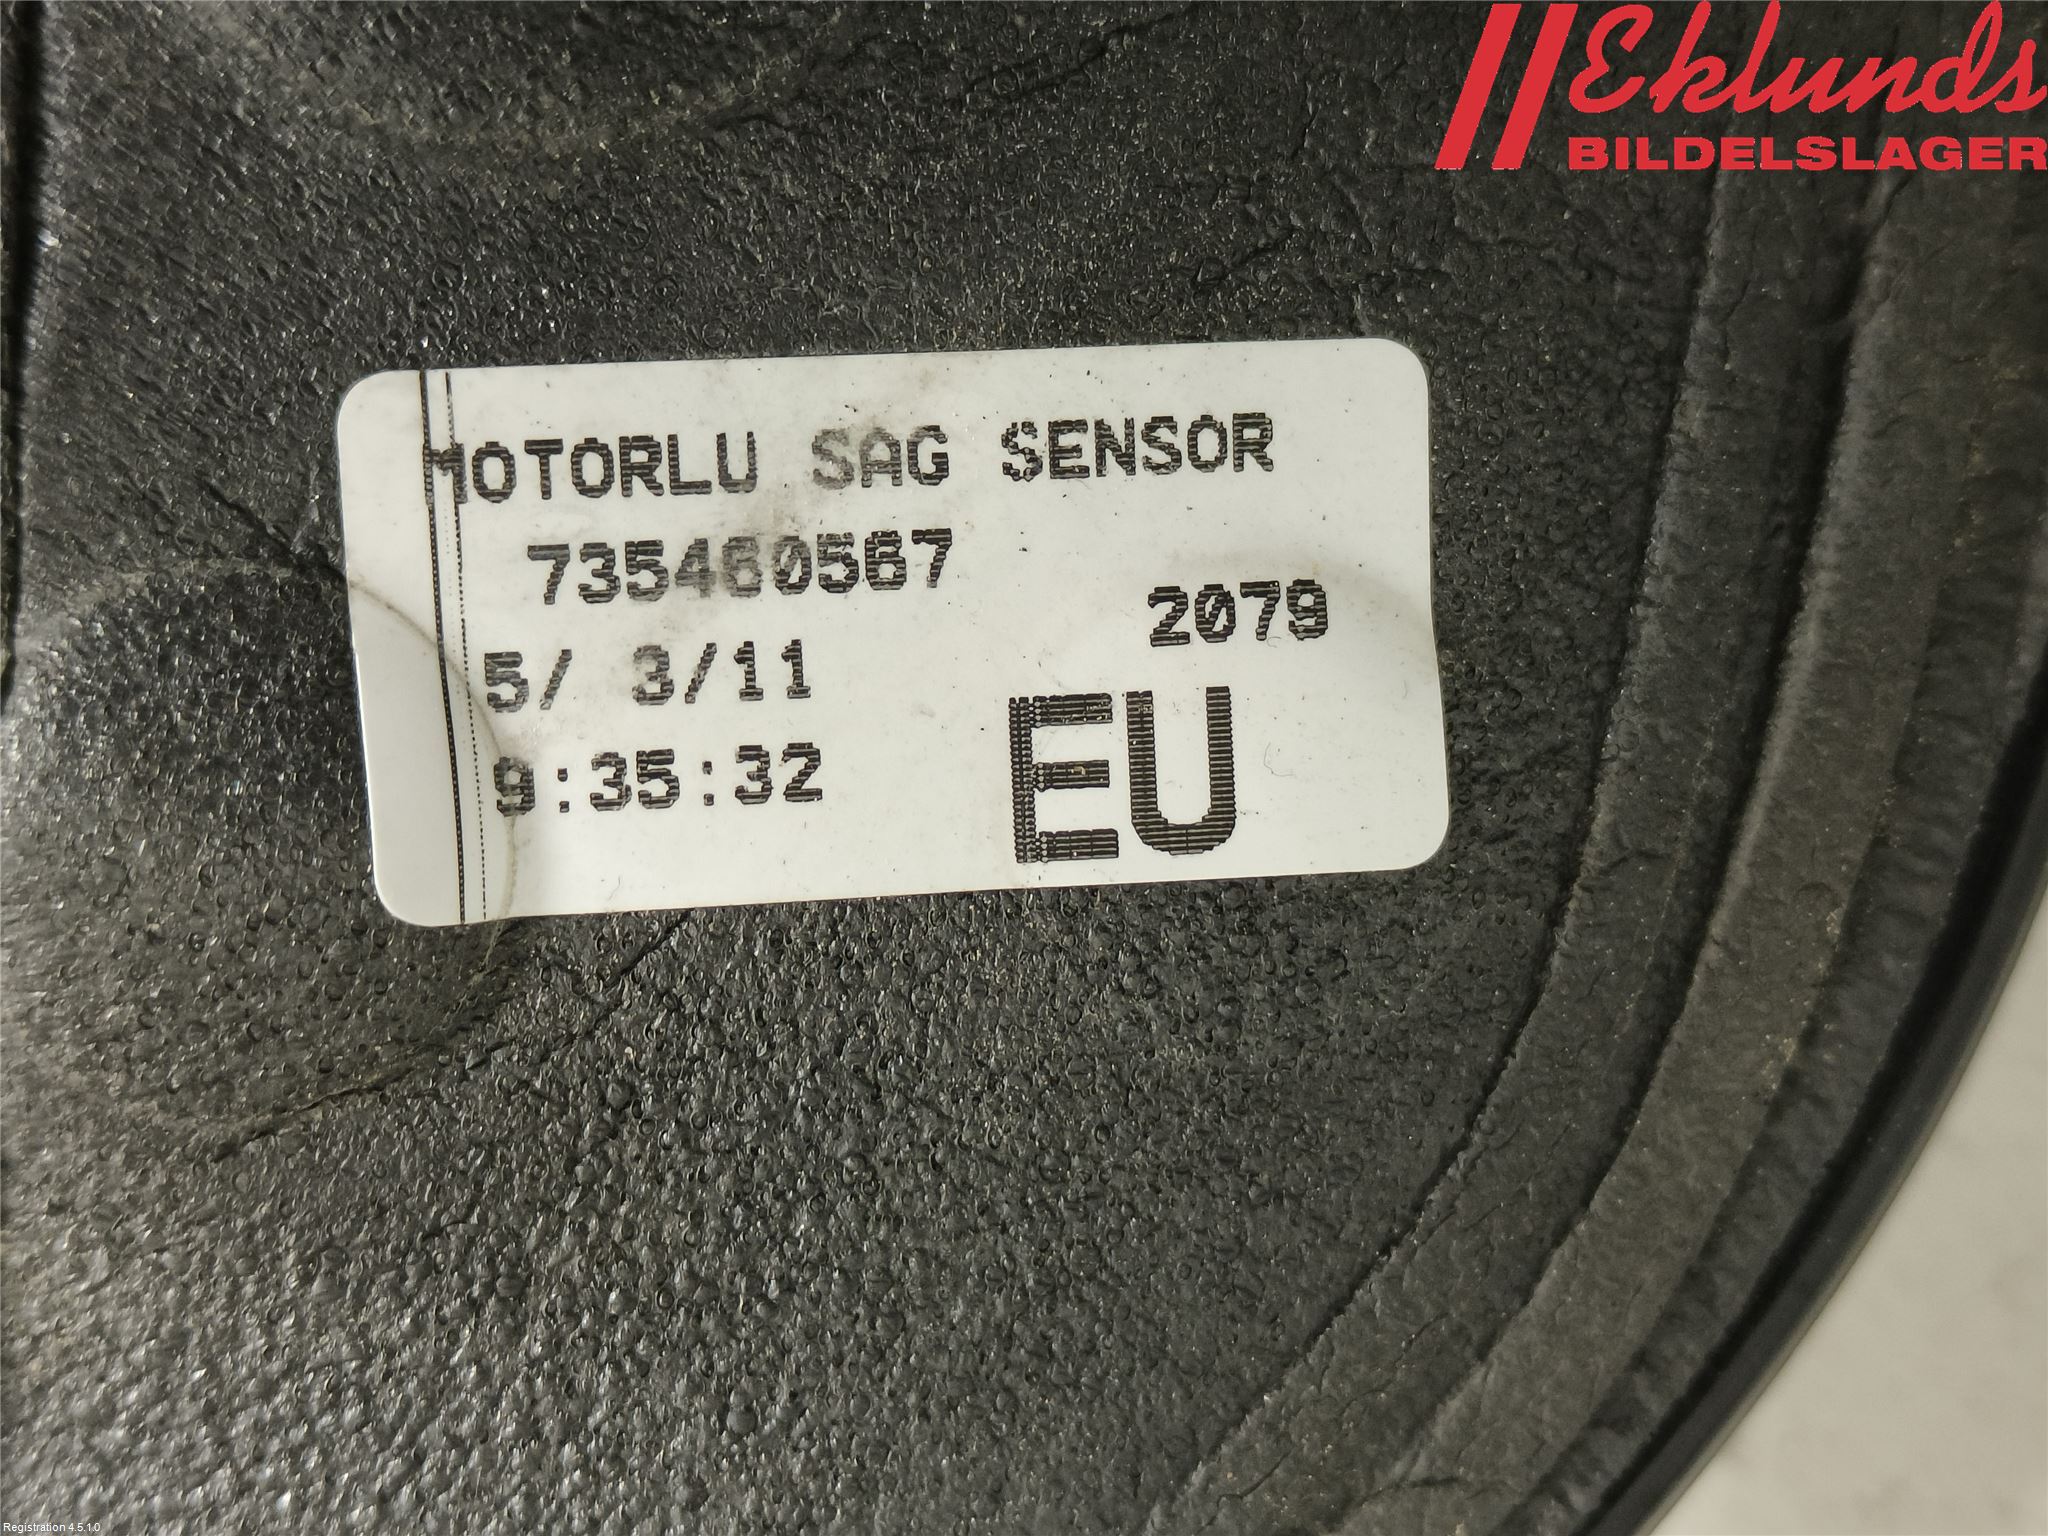 Eklunds
BILDELSLAGER
MOTORLU SAG SENSOR
735460567
2079
5/ 3/11
EU
9:35:32
Registration 4.5.1.0